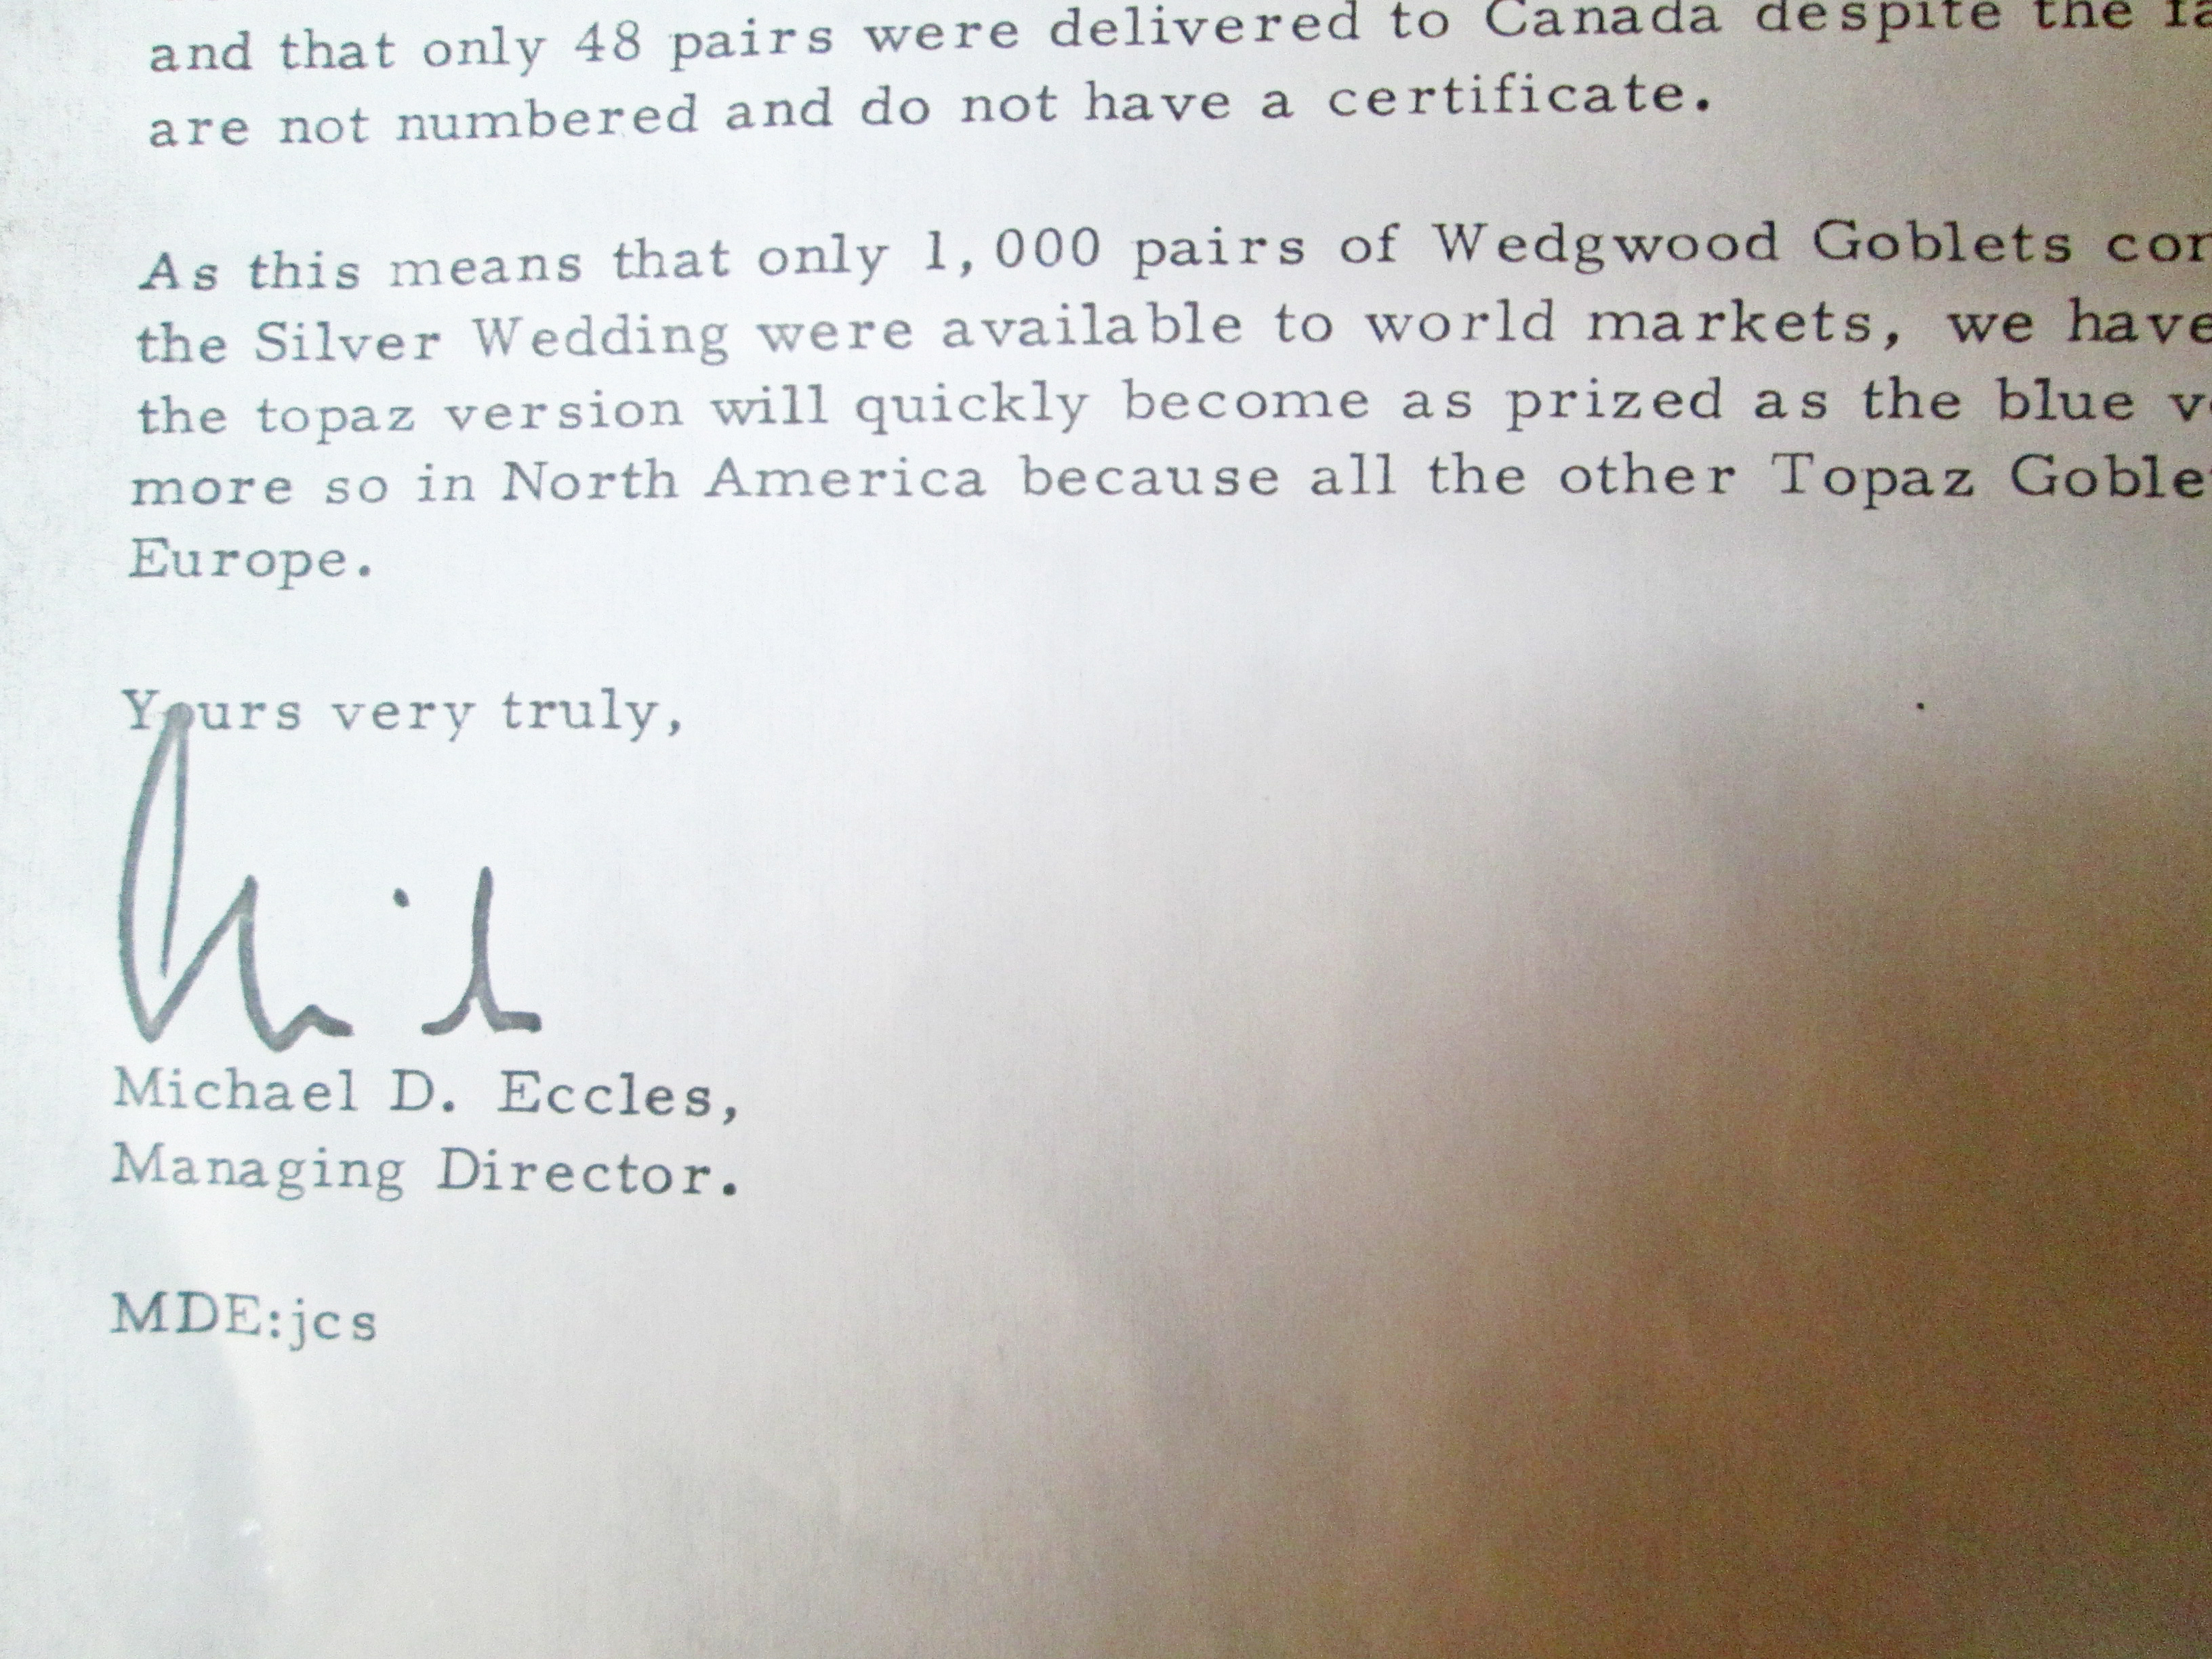 and that only 48 pairs were delivered to Canada despite the
are not numbered and do not have a certificate.
As this means that only 1,000 pairs of Wedgwood Goblets
the Silver Wedding were available to world markets, we have
the topaz version will quickly become as prized as the blue
more so in North America because all the other Topaz
Europe.
Yours very truly,
Michael D. Eccles,
Managing Director.
MDE:jcs